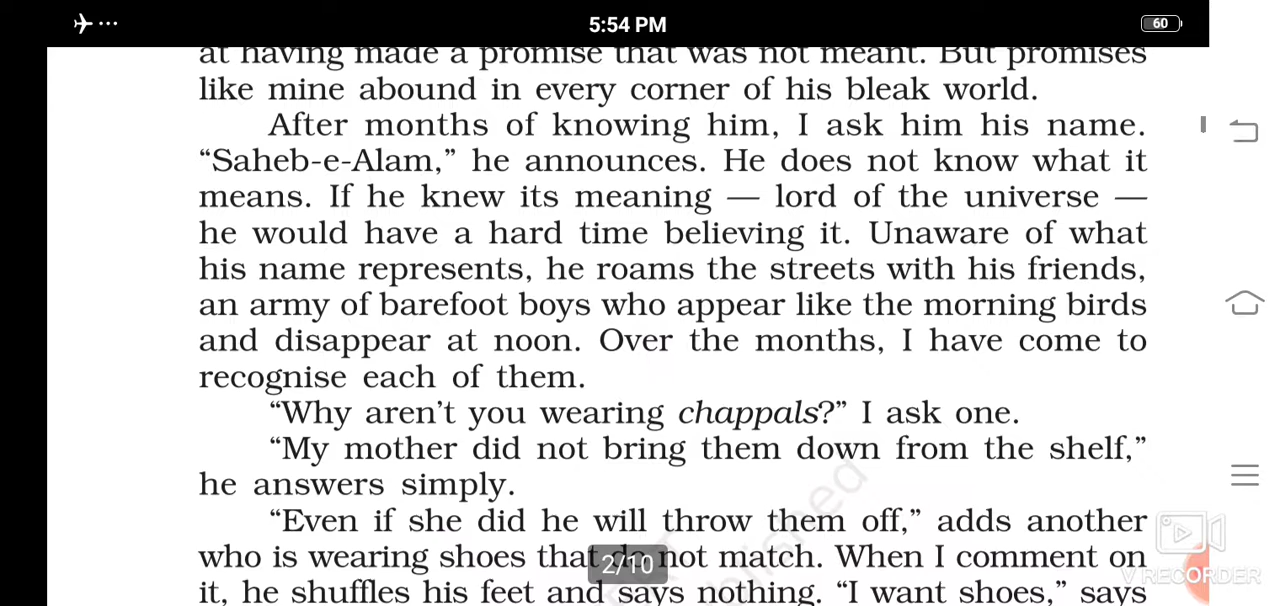 5:54 PM
60
at having made a promise that was not meant. But promises
like mine abound in every corner of his bleak world.
After months of knowing him, I ask him his name.
“Saheb-e-Alam,” he announces. He does not know what it
means. If he knew its meaning — lord of the universe —
he would have a hard time believing it. Unaware of what
his name represents, he roams the streets with his friends,
an army of barefoot boys who appear like the morning birds
and disappear at noon. Over the months, I have come to
recognise each of them.
“Why aren’t you wearing chappals?” I ask one.
“My mother did not bring them down from the shelf,”
he answers simply.
“Even if she did he will throw them off,” adds another
who is wearing shoes that do not match. When I comment on
it, he shuffles his feet and says nothing. “I want shoes,” says
2/10
V RECORDER